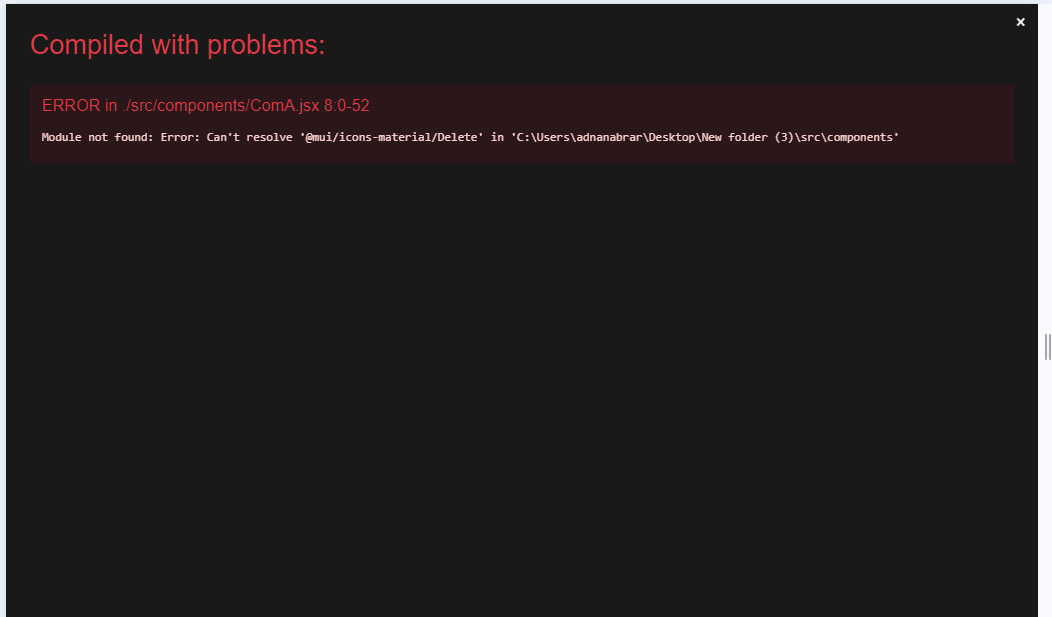 ×
Compiled with problems:
ERROR in ./src/components/ComA.jsx 8:0-52
Module not found: Error: Can't resolve '@mui/icons-material/Delete' in 'C:\Users\adnanabrar\Desktop\New folder (3)\src\components'